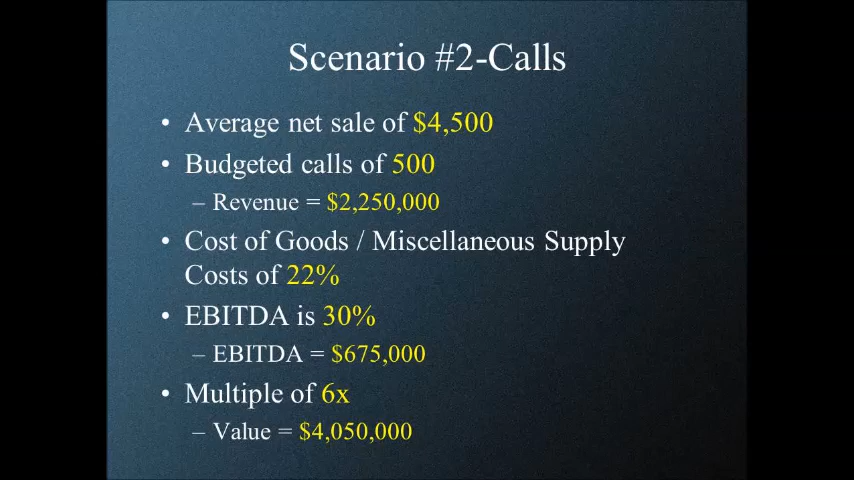 Scenario #2-Calls
• Average net sale of $4,500
• Budgeted calls of 500
– Revenue = $2,250,000
• Cost of Goods / Miscellaneous Supply
Costs of 22%
• EBITDA is 30%
– EBITDA = $675,000
• Multiple of 6x
– Value = $4,050,000